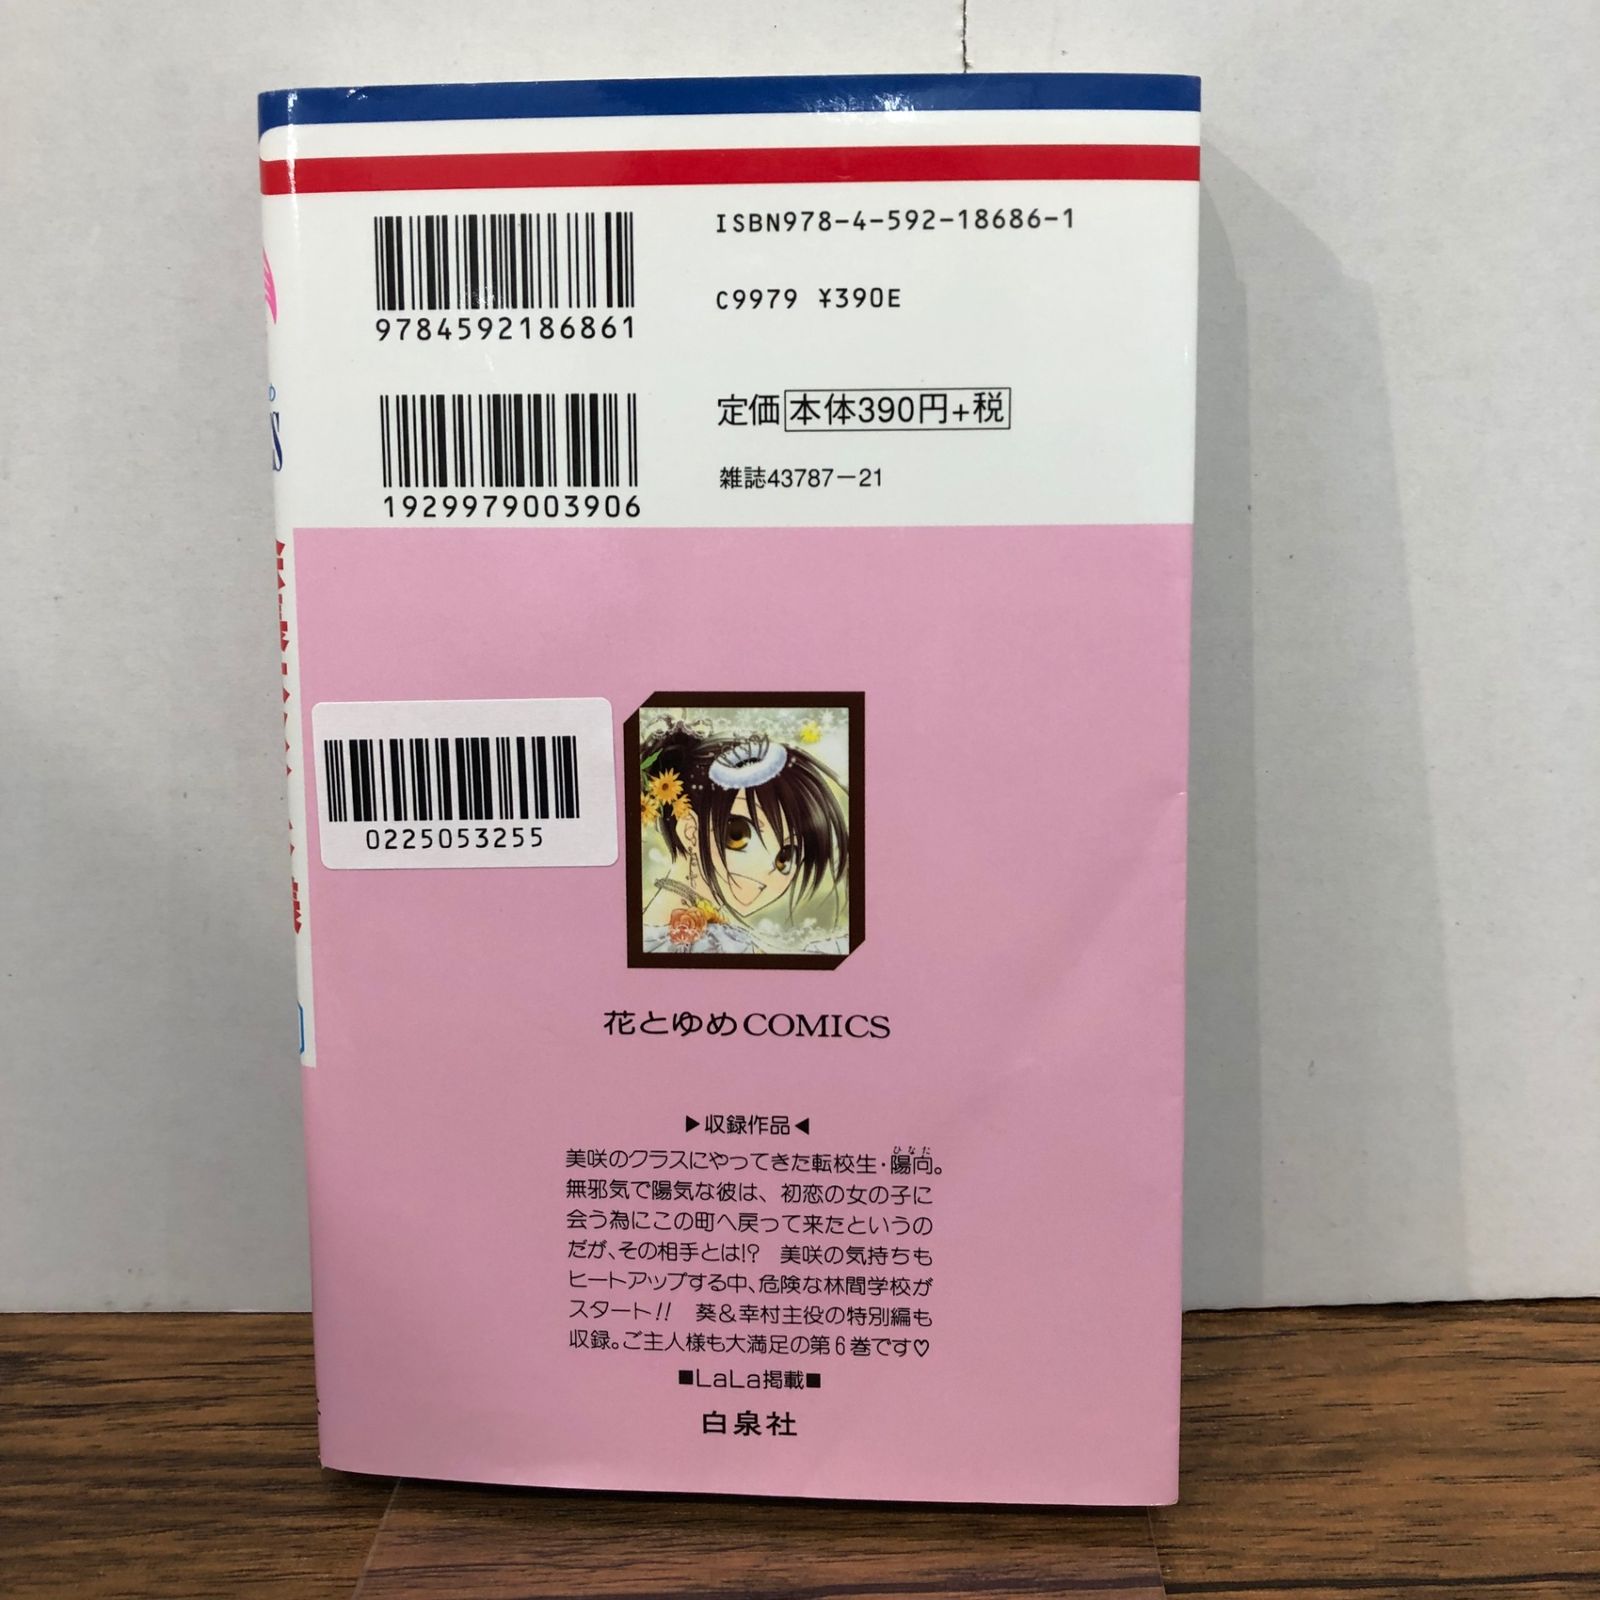 ISBN978-4-592-18686-1
9784592186861
C9979 ¥390E
定価 本体390円+税
1929979003906
雑誌43787-21
0225053255
花とゆめCOMICS
▶収録作品◀
美咲のクラスにやってきた転校生・陽向(ひなた)。
無邪気で陽気な彼は、初恋の女の子に
会う為にこの町へ戻って来たというの
だが、その相手とは!? 美咲の気持ちも
ヒートアップする中、危険な林間学校が
スタート!! 葵&幸村主役の特別編も
収録。ご主人様も大満足の第6巻です♡
■LaLa掲載■
白泉社